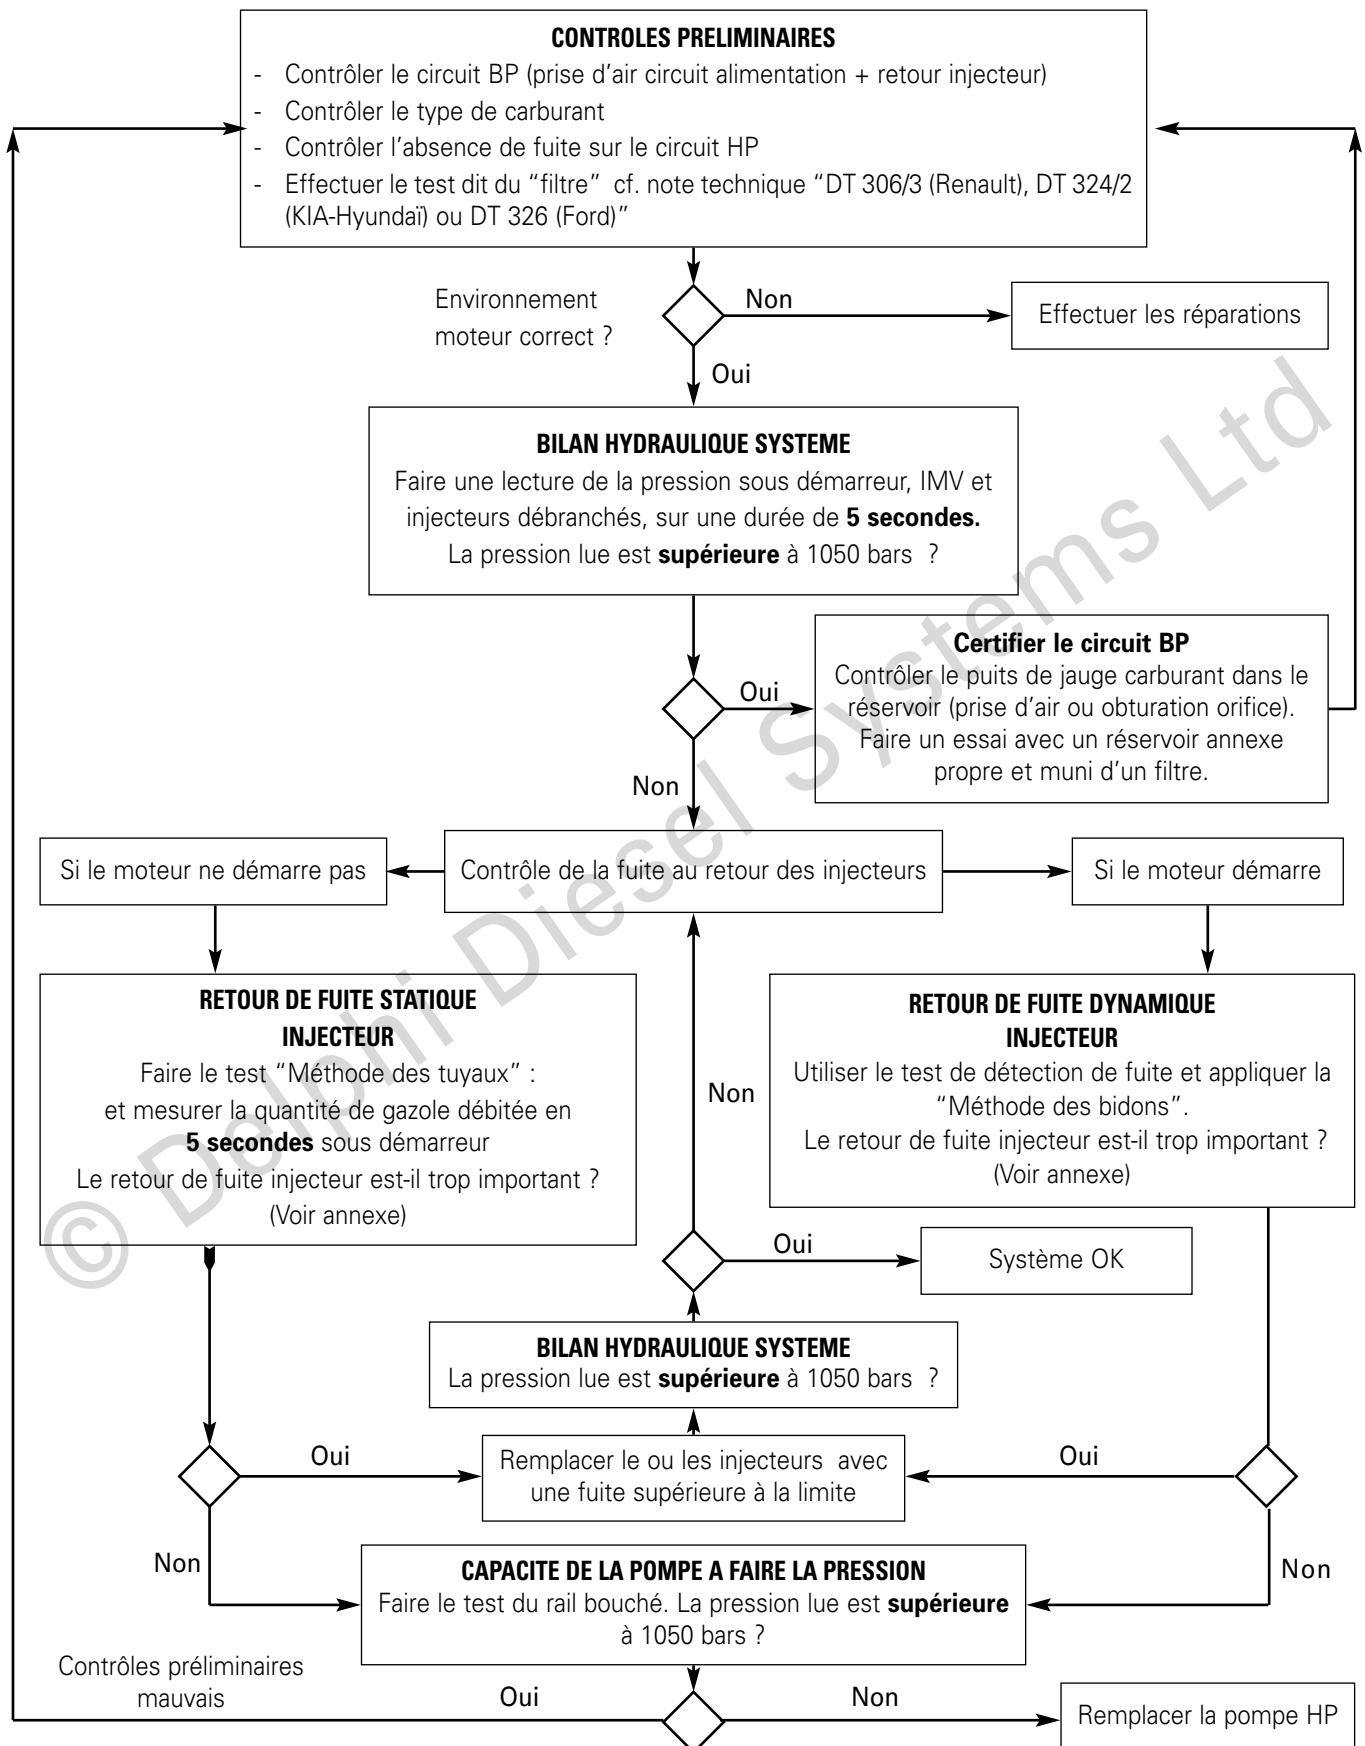 CONTROLES PRELIMINAIRES
- Contrôler le circuit BP (prise d'air circuit alimentation + retour injecteur)
- Contrôler le type de carburant
- Contrôler l'absence de fuite sur le circuit HP
- Effectuer le test dit du “filtre” cf. note technique “DT 306/3 (Renault), DT 324/2
(KIA-Hyundaï) ou DT 326 (Ford)”
Environnement
moteur correct ?
Non
Effectuer les réparations
Oui
BILAN HYDRAULIQUE SYSTEME
Faire une lecture de la pression sous démarreur, IMV et
injecteurs débranchés, sur une durée de 5 secondes.
La pression lue est supérieure à 1050 bars ?
Oui
Certifier le circuit BP
Contrôler le puits de jauge carburant dans le
réservoir (prise d'air ou obturation orifice).
Faire un essai avec un réservoir annexe
propre et muni d'un filtre.
Non
Si le moteur ne démarre pas
Contrôle de la fuite au retour des injecteurs
Si le moteur démarre
RETOUR DE FUITE STATIQUE
INJECTEUR
Faire le test “Méthode des tuyaux” :
et mesurer la quantité de gazole débitée en
5 secondes sous démarreur
Le retour de fuite injecteur est-il trop important ?
(Voir annexe)
Non
RETOUR DE FUITE DYNAMIQUE
INJECTEUR
Utiliser le test de détection de fuite et appliquer la
“Méthode des bidons”.
Le retour de fuite injecteur est-il trop important ?
(Voir annexe)
Oui
Système OK
BILAN HYDRAULIQUE SYSTEME
La pression lue est supérieure à 1050 bars ?
Oui
Remplacer le ou les injecteurs avec
une fuite supérieure à la limite
Oui
Non
CAPACITE DE LA POMPE A FAIRE LA PRESSION
Faire le test du rail bouché. La pression lue est supérieure
à 1050 bars ?
Non
Contrôles préliminaires
mauvais
Oui
Non
Remplacer la pompe HP
© Delphi Diesel Systems Ltd